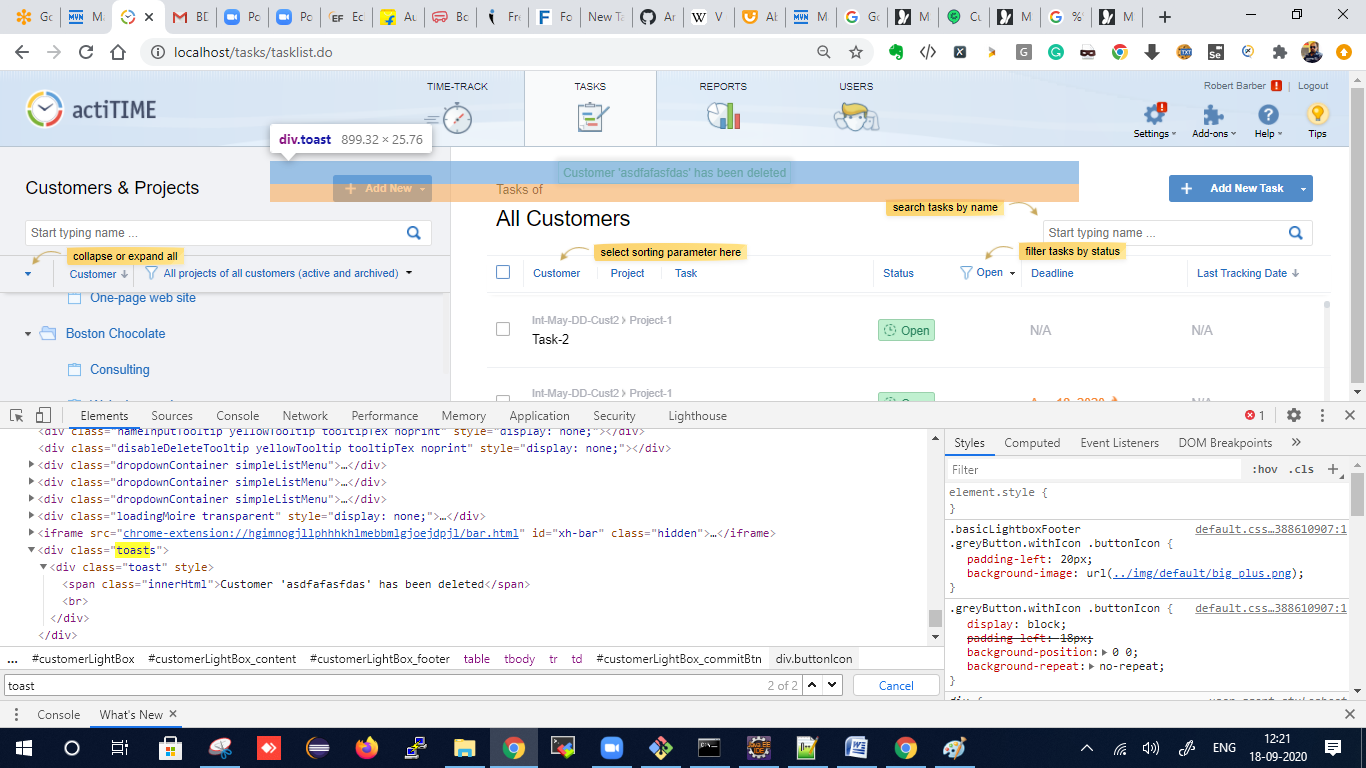 Go
MVN
Ma
BD
Po
Po
EF
Ec
Au
Bc
Fre
Fo
New Ta
Ar
W
V
Ab
MVN
M
Go
M
Cu
M
%
M
localhost/tasks/tasklist.do
actiTIME
TIME-TRACK
TASKS
REPORTS
USERS
Robert Barber
Logout
Settings
Add-ons
Help
Tips
div.toast 899.32 × 25.76
Customer 'asdfafasfdas' has been deleted
Customers & Projects
Add New
Tasks of
Add New Task
All Customers
search tasks by name
Start typing name ...
Start typing name ...
collapse or expand all
select sorting parameter here
filter tasks by status
Customer
All projects of all customers (active and archived)
Customer
Project
Task
Status
Open
Deadline
Last Tracking Date
One-page web site
Boston Chocolate
Consulting
Int-May-DD-Cust2 > Project-1
Task-2
Open
N/A
N/A
Int-May-DD-Cust2 > Project-1
Elements
Sources
Console
Network
Performance
Memory
Application
Security
Lighthouse
1
<div class="nameInputTooltip yellowTooltip tooltipTex noprint" style="display: none;"></div>
<div class="disableDeleteTooltip yellowTooltip tooltipTex noprint" style="display: none;"></div>
<div class="dropdownContainer simpleListMenu">…</div>
<div class="dropdownContainer simpleListMenu">…</div>
<div class="dropdownContainer simpleListMenu">…</div>
<div class="loadingMoire transparent" style="display: none;">…</div>
<iframe src="chrome-extension://hgimnogjllphhhkhlmebbmlgjoejdpjl/bar.html" id="xh-bar" class="hidden">…</iframe>
<div class="toasts">
<div class="toast" style>
<span class="innerHtml">Customer 'asdfafasfdas' has been deleted</span>
<br>
</div>
</div>
... #customerLightBox #customerLightBox_content #customerLightBox_footer table tbody tr td #customerLightBox_commitBtn div.buttonIcon
toast
2 of 2
Cancel
Styles
Computed
Event Listeners
DOM Breakpoints
»
Filter
:hov .cls +
element.style {
}
.basicLightboxFooter default.css…388610907:1
.greyButton.withIcon .buttonIcon {
padding-left: 20px;
background-image: url(../img/default/big_plus.png);
}
.greyButton.withIcon .buttonIcon { default.css…388610907:1
display: block;
padding-left: 18px;
background-position: 0 0;
background-repeat: no-repeat;
}
Console
What's New
ENG
12:21
18-09-2020